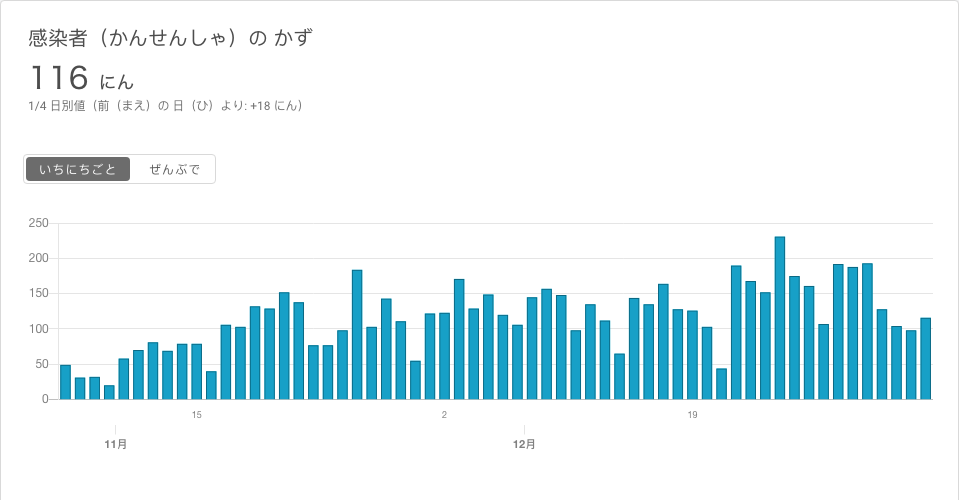 感染者（かんせんしゃ）の かず
116 にん
1/4 日別値（前（まえ）の 日（ひ）より: +18 にん）
いちにちごと ぜんぶで
250
200
150
100
50
0
15 2 19
11月 12月